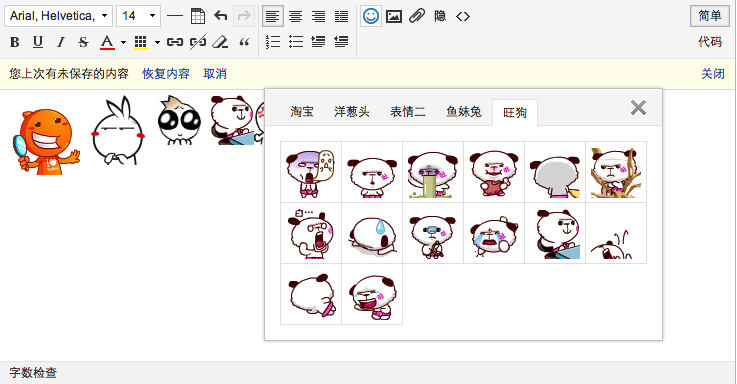 Arial, Helvetica, 14 隐 简单
B I U S A 代码
您上次有未保存的内容 恢复内容 取消 关闭
淘宝 洋葱头 表情二 鱼妹兔 旺狗
字数检查